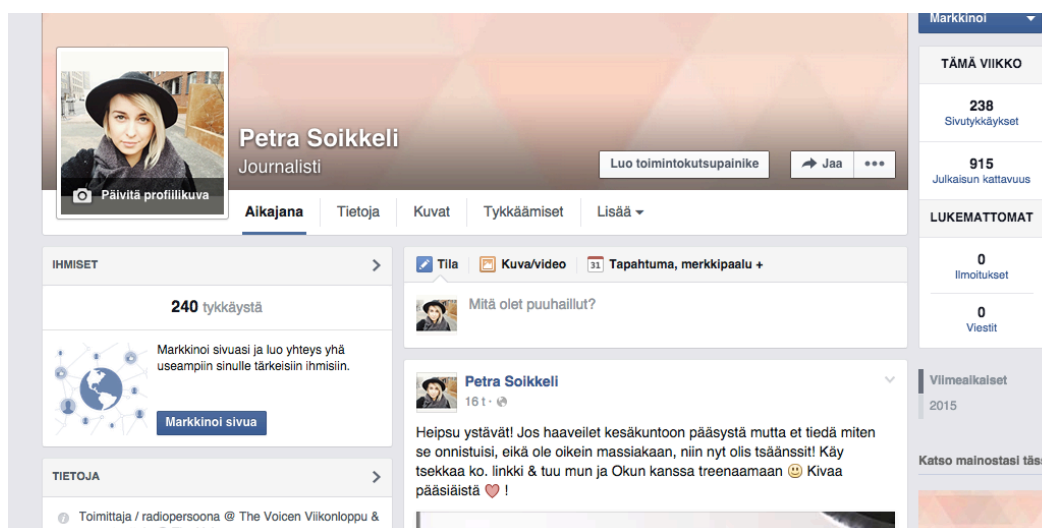 Markkinoi
TÄMÄ VIIKKO
238
Sivutykkäykset
915
Julkaisun kattavuus
LUKEMATTOMAT
0
Ilmoitukset
0
Viestit
Viimeaikaiset
2015
Katso mainostasi täs
Petra Soikkeli
Journalisti
Päivitä profiilikuva
Luo toimintokutsupainike
Jaa
Aikajana Tietoja Kuvat Tykkäämiset Lisää
IHMISET
240 tykkäystä
Markkinoi sivuasi ja luo yhteys yhä
useampiin sinulle tärkeisiin ihmisiin.
Markkinoi sivua
TIETOJA
Toimittaja / radiopersoona @ The Voicen Viikonloppu &
Tila Kuva/video 31 Tapahtuma, merkkipaalu +
Mitä olet puuhaillut?
Petra Soikkeli
16 t ·
Heipsu ystävät! Jos haaveilet kesäkuntoon pääsystä mutta et tiedä miten
se onnistuisi, eikä ole oikein massiakaan, niin nyt olis tsäänssit! Käy
tsekkaa ko. linkki & tuu mun ja Okun kanssa treenaamaan 😃 Kivaa
pääsiäistä ❤ !